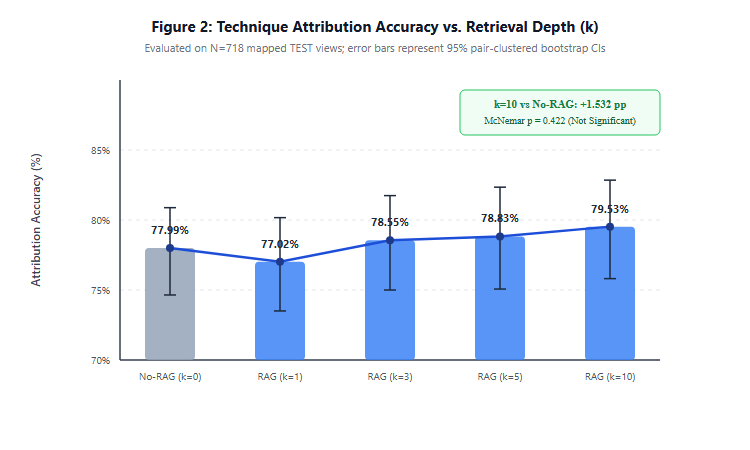 Figure 2: Technique Attribution Accuracy vs. Retrieval Depth (k)
Evaluated on N=718 mapped TEST views; error bars represent 95% pair-clustered bootstrap CIs
k=10 vs No-RAG: +1.532 pp
McNemar p = 0.422 (Not Significant)
Attribution Accuracy (%)
85%
80%
75%
70%
77.99%
77.02%
78.55%
78.83%
79.53%
No-RAG (k=0)
RAG (k=1)
RAG (k=3)
RAG (k=5)
RAG (k=10)